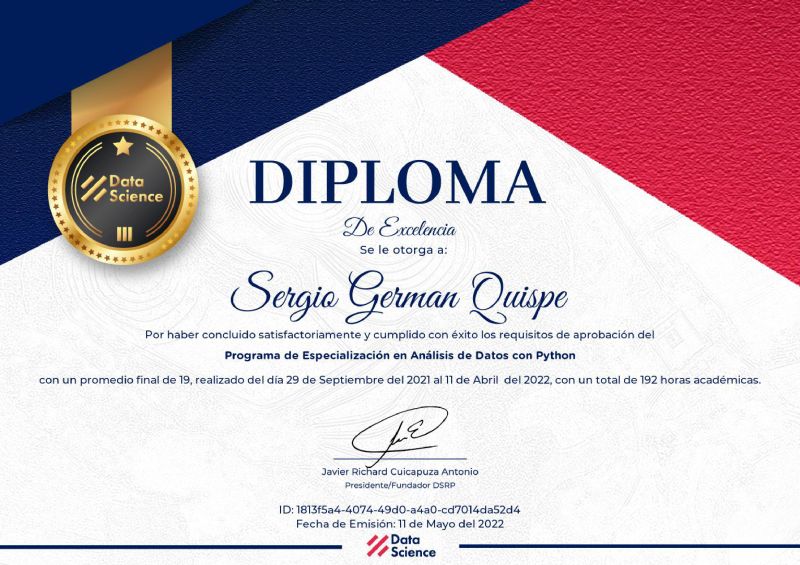 Data
Science
DIPLOMA
De Excelencia
Se le otorga a:
Sergio German Quispe
Por haber concluido satisfactoriamente y cumplido con éxito los requisitos de aprobación del
Programa de Especialización en Análisis de Datos con Python
con un promedio final de 19, realizado del día 29 de Septiembre del 2021 al 11 de Abril del 2022, con un total de 192 horas académicas.
Javier Richard Cuicapuza Antonio
Presidente/Fundador DSRP
ID: 1813f5a4-4074-49d0-a4a0-cd7014da52d4
Fecha de Emisión: 11 de Mayo del 2022
Data
Science